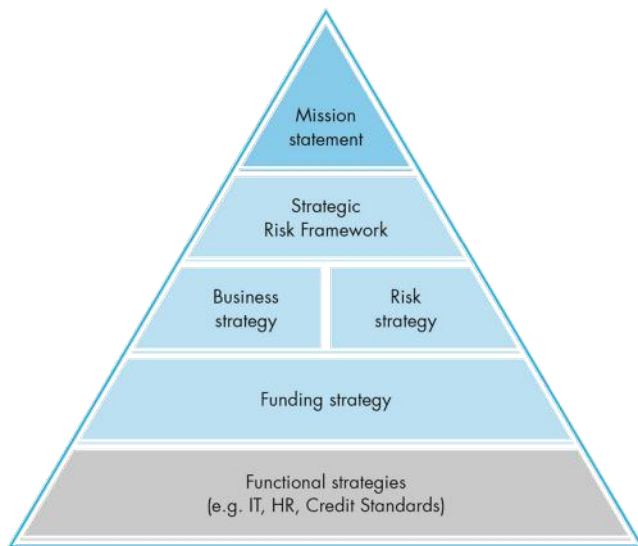 Mission
statement
Strategic
Risk Framework
Business
strategy
Risk
strategy
Funding strategy
Functional strategies
(e.g. IT, HR, Credit Standards)